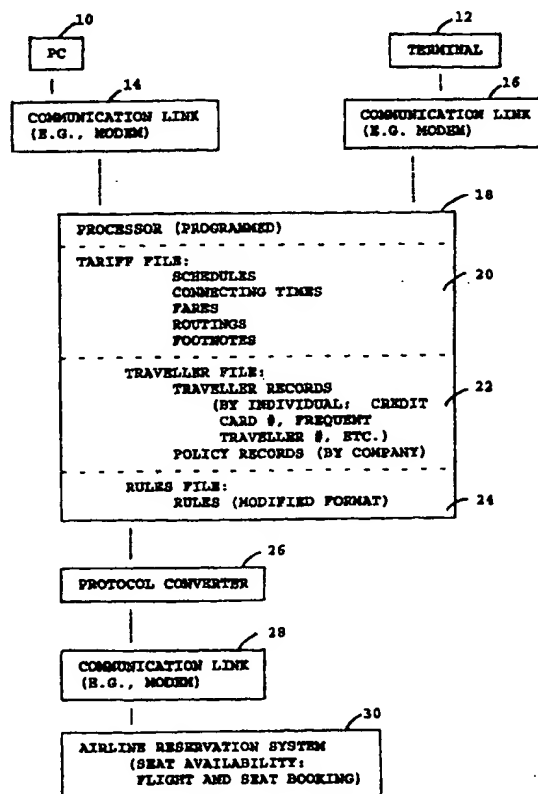 10
12
PC
TERMINAL
14
16
COMMUNICATION LINK
(E.G., MODEM)
COMMUNICATION LINK
(E.G. MODEM)
18
PROCESSOR (PROGRAMMED)
TARIFF FILE:
SCHEDULES
20
CONNECTING TIMES
FARES
ROUTINGS
FOOTNOTES
TRAVELLER FILE:
TRAVELLER RECORDS
22
(BY INDIVIDUAL; CREDIT
CARD #, FREQUENT
TRAVELLER #, ETC.)
POLICY RECORDS (BY COMPANY)
RULES FILE:
RULES (MODIFIED FORMAT)
24
26
PROTOCOL CONVERTER
28
COMMUNICATION LINK
(E.G., MODEM)
30
AIRLINE RESERVATION SYSTEM
(SEAT AVAILABILITY:
FLIGHT AND SEAT BOOKING)